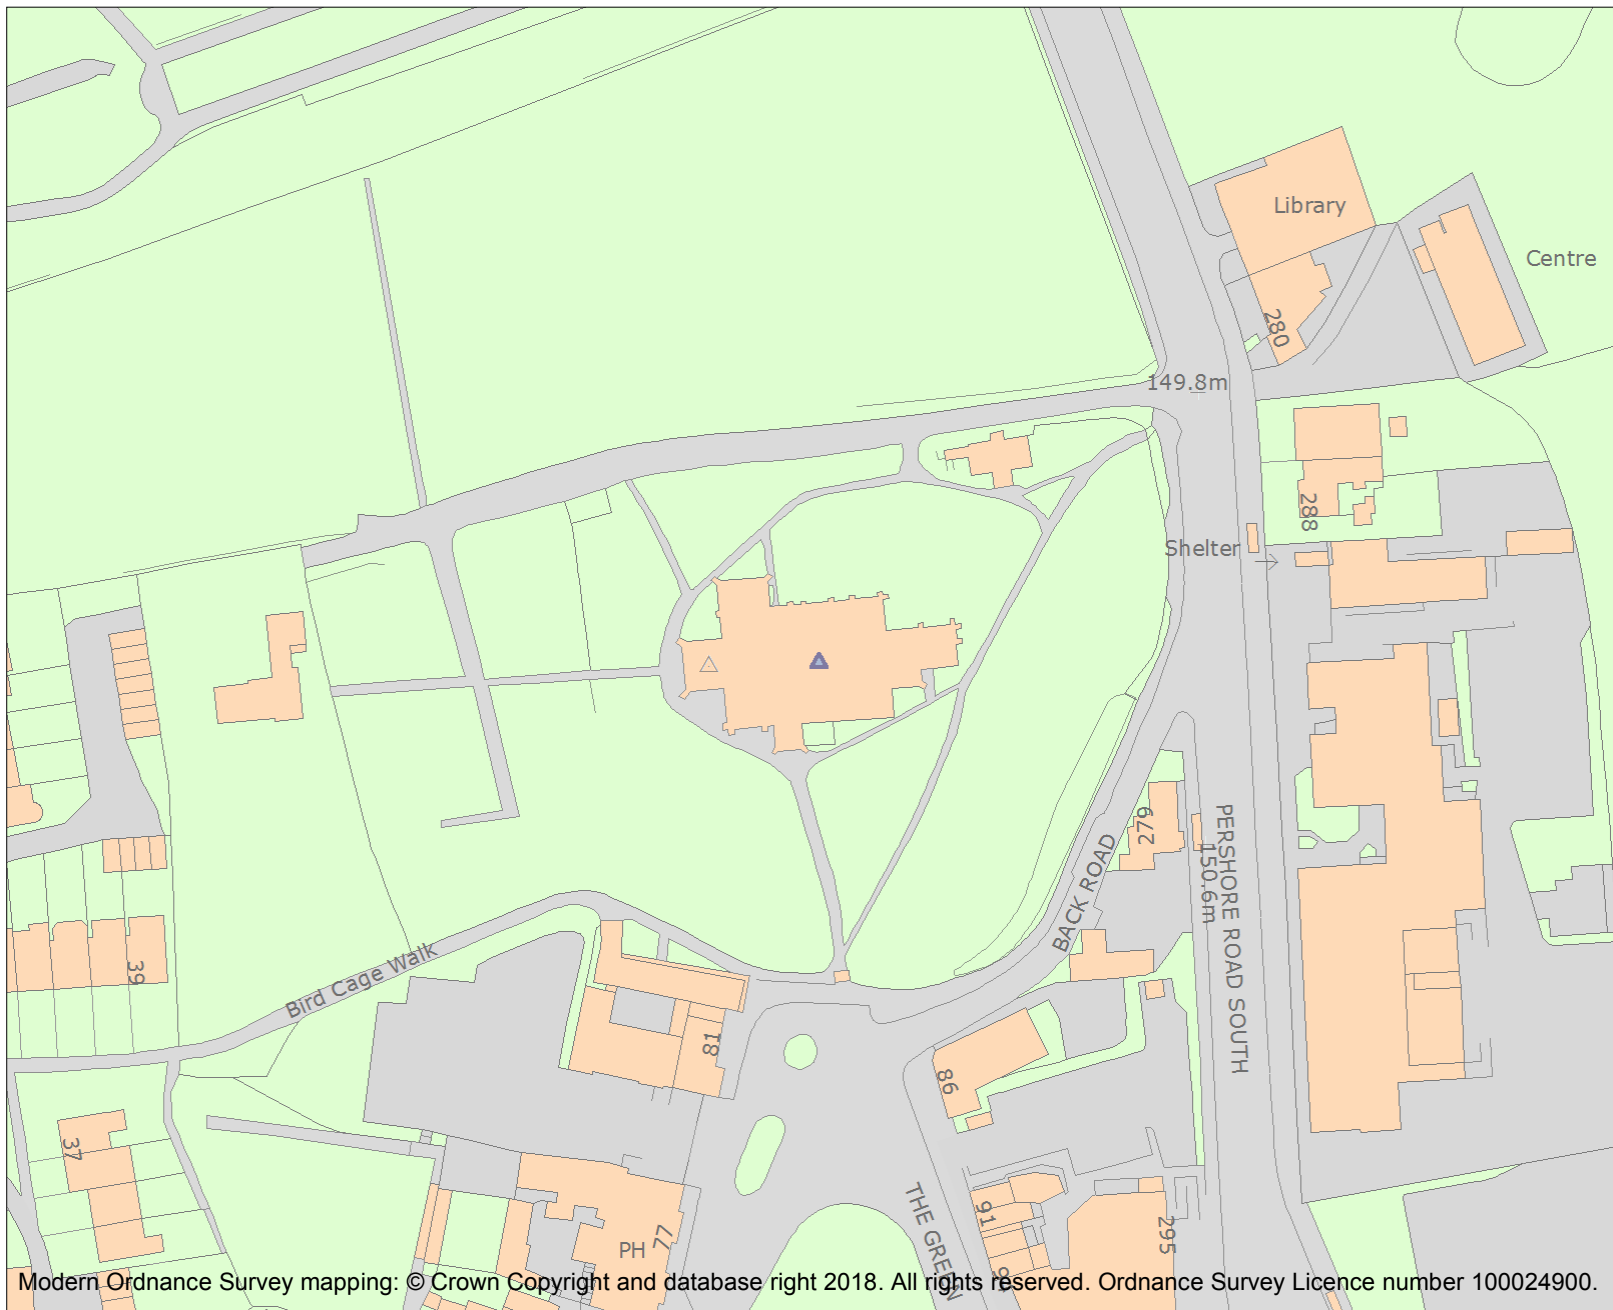 Library
Centre
280
149.8m
288
Shelter
279
PERSHORE ROAD SOUTH
150.6m
BACK ROAD
39
Bird Cage Walk
81
86
37
THE GREEN
91
77
PH
295
Modern Ordnance Survey mapping: © Crown Copyright and database right 2018. All rights reserved. Ordnance Survey Licence number 100024900.